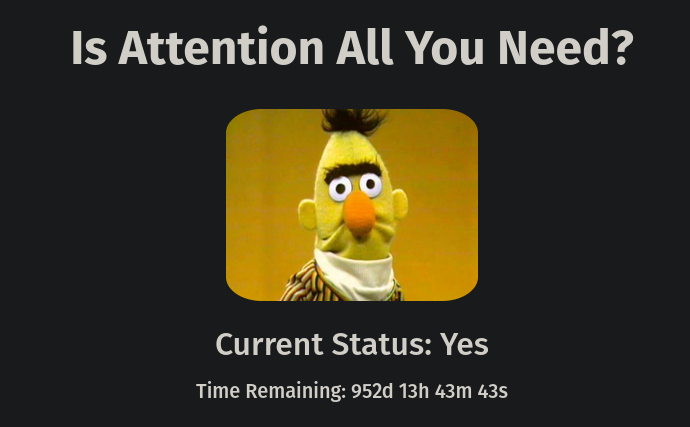 Is Attention All You Need?
Current Status: Yes
Time Remaining: 952d 13h 43m 43s